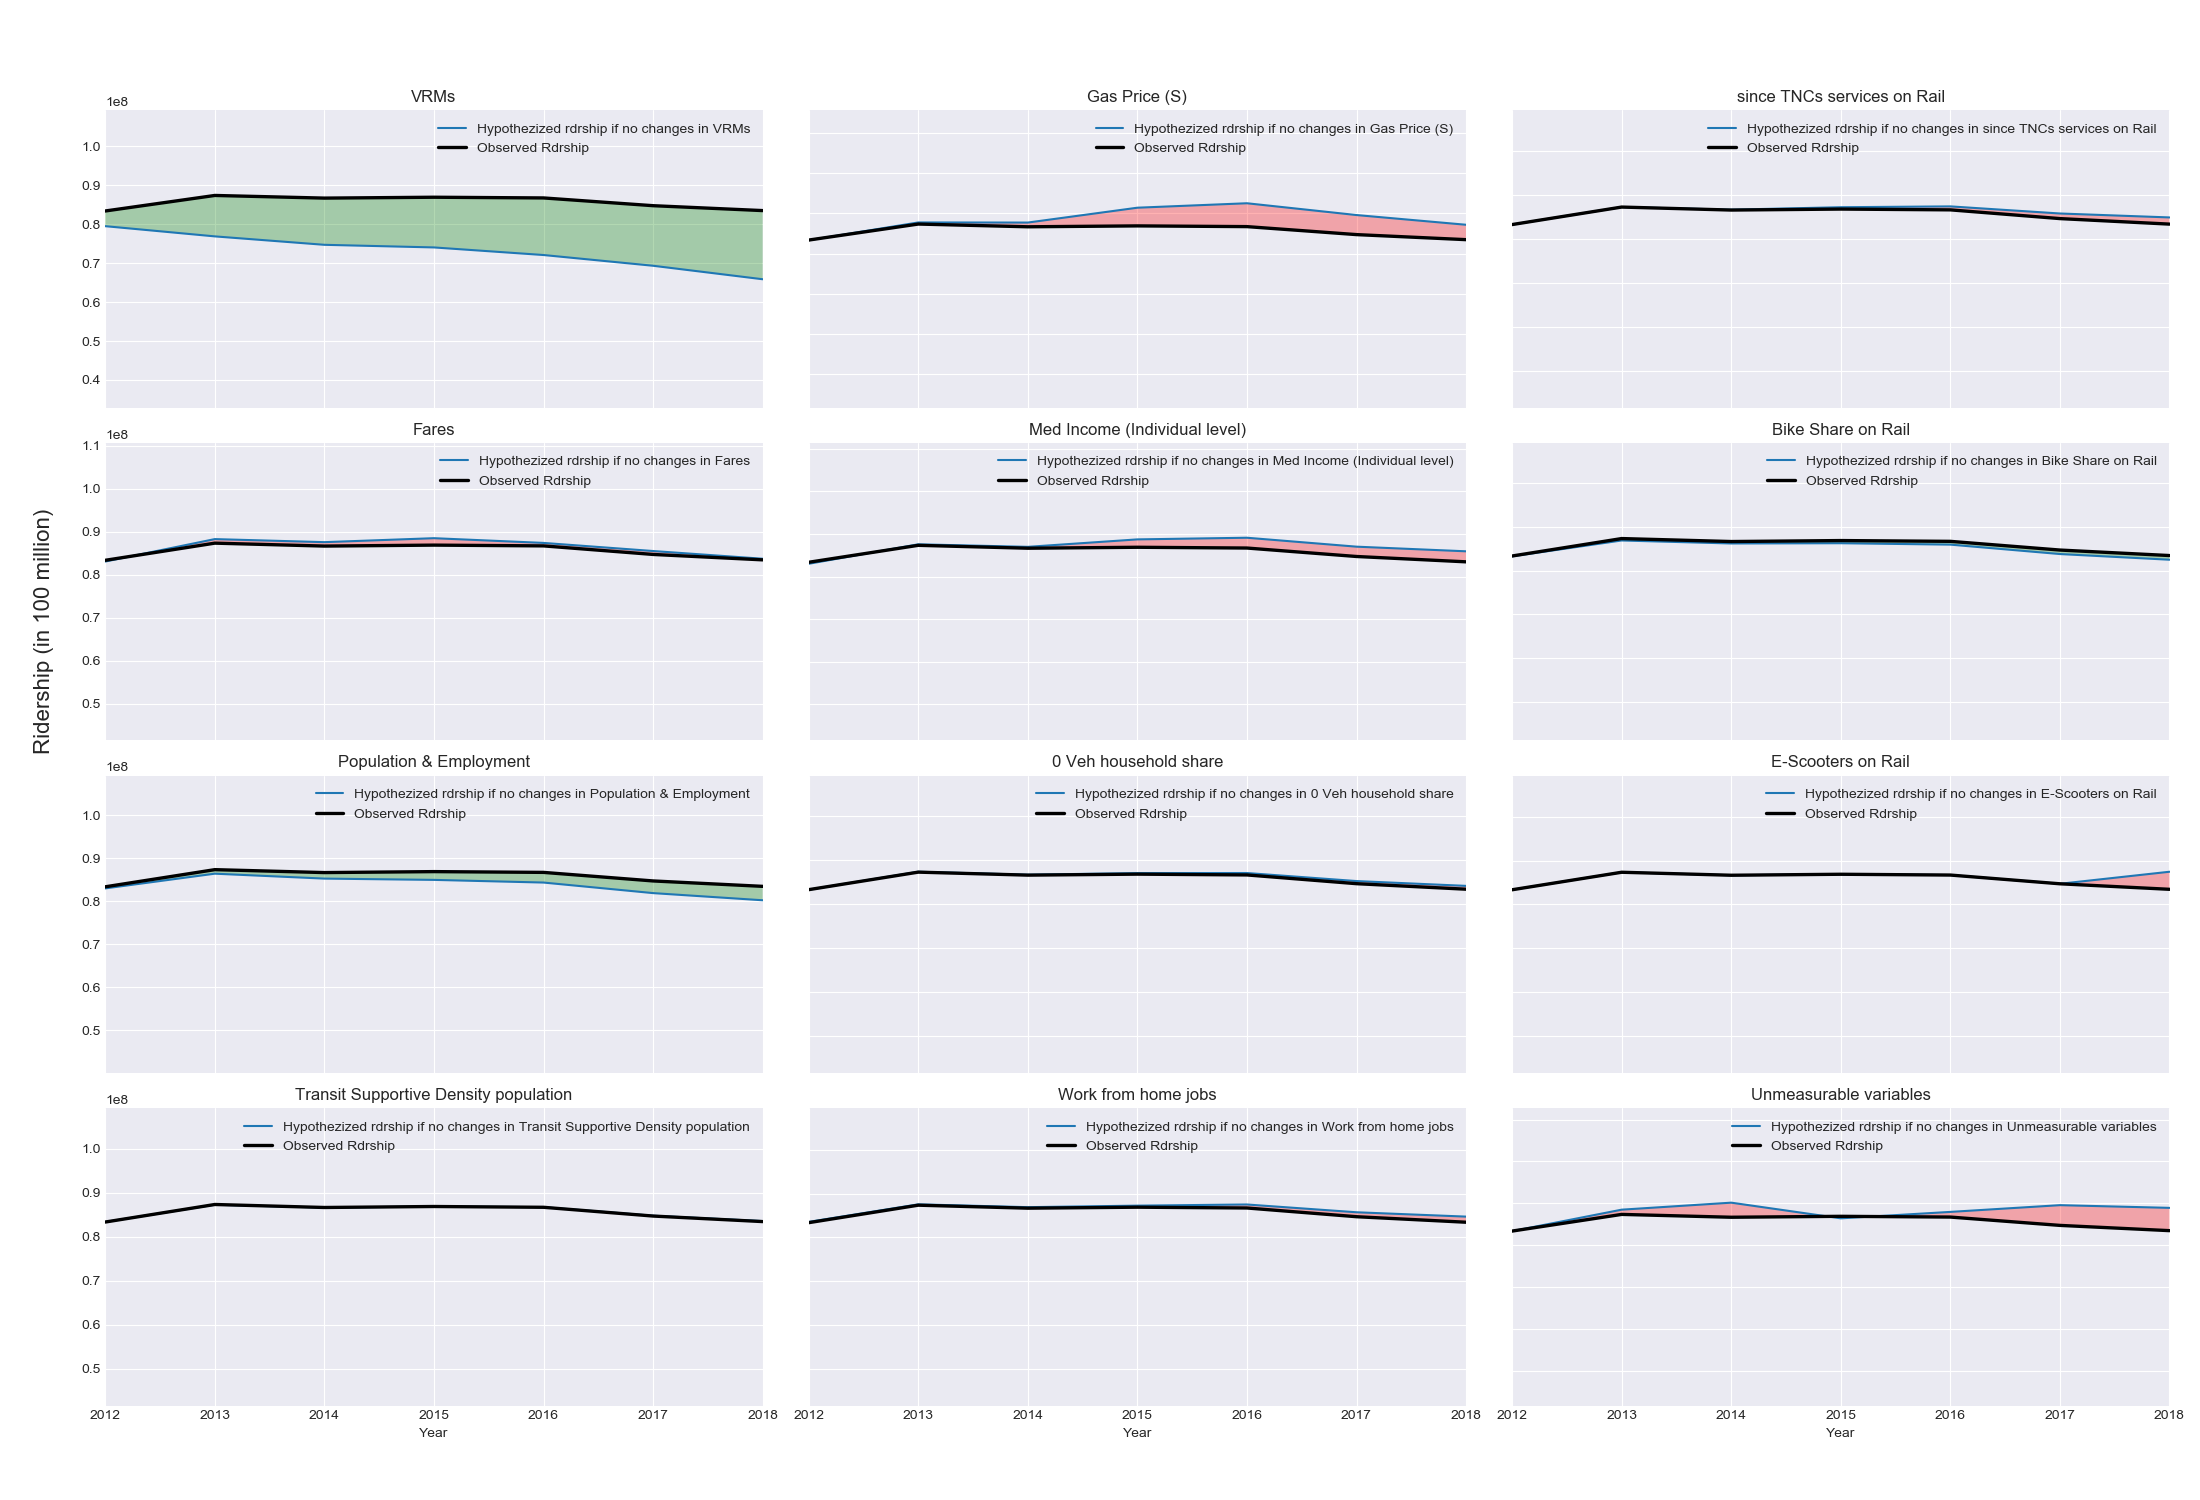 VRMs
1e8
Hypothezized rdrship if no changes in VRMs
Observed Rdrship
1.0
0.9
0.8
0.7
0.6
0.5
0.4
Gas Price (S)
Hypothezized rdrship if no changes in Gas Price (S)
Observed Rdrship
since TNCs services on Rail
Hypothezized rdrship if no changes in since TNCs services on Rail
Observed Rdrship
Ridership (in 100 million)
Fares
1e8
Hypothezized rdrship if no changes in Fares
Observed Rdrship
1.1
1.0
0.9
0.8
0.7
0.6
0.5
Med Income (Individual level)
Hypothezized rdrship if no changes in Med Income (Individual level)
Observed Rdrship
Bike Share on Rail
Hypothezized rdrship if no changes in Bike Share on Rail
Observed Rdrship
Population & Employment
1e8
Hypothezized rdrship if no changes in Population & Employment
Observed Rdrship
1.0
0.9
0.8
0.7
0.6
0.5
0 Veh household share
Hypothezized rdrship if no changes in 0 Veh household share
Observed Rdrship
E-Scooters on Rail
Hypothezized rdrship if no changes in E-Scooters on Rail
Observed Rdrship
Transit Supportive Density population
1e8
Hypothezized rdrship if no changes in Transit Supportive Density population
Observed Rdrship
1.0
0.9
0.8
0.7
0.6
0.5
2012 2013 2014 2015 2016 2017 2018
Year
Work from home jobs
Hypothezized rdrship if no changes in Work from home jobs
Observed Rdrship
2012 2013 2014 2015 2016 2017 2018
Year
Unmeasurable variables
Hypothezized rdrship if no changes in Unmeasurable variables
Observed Rdrship
2012 2013 2014 2015 2016 2017 2018
Year